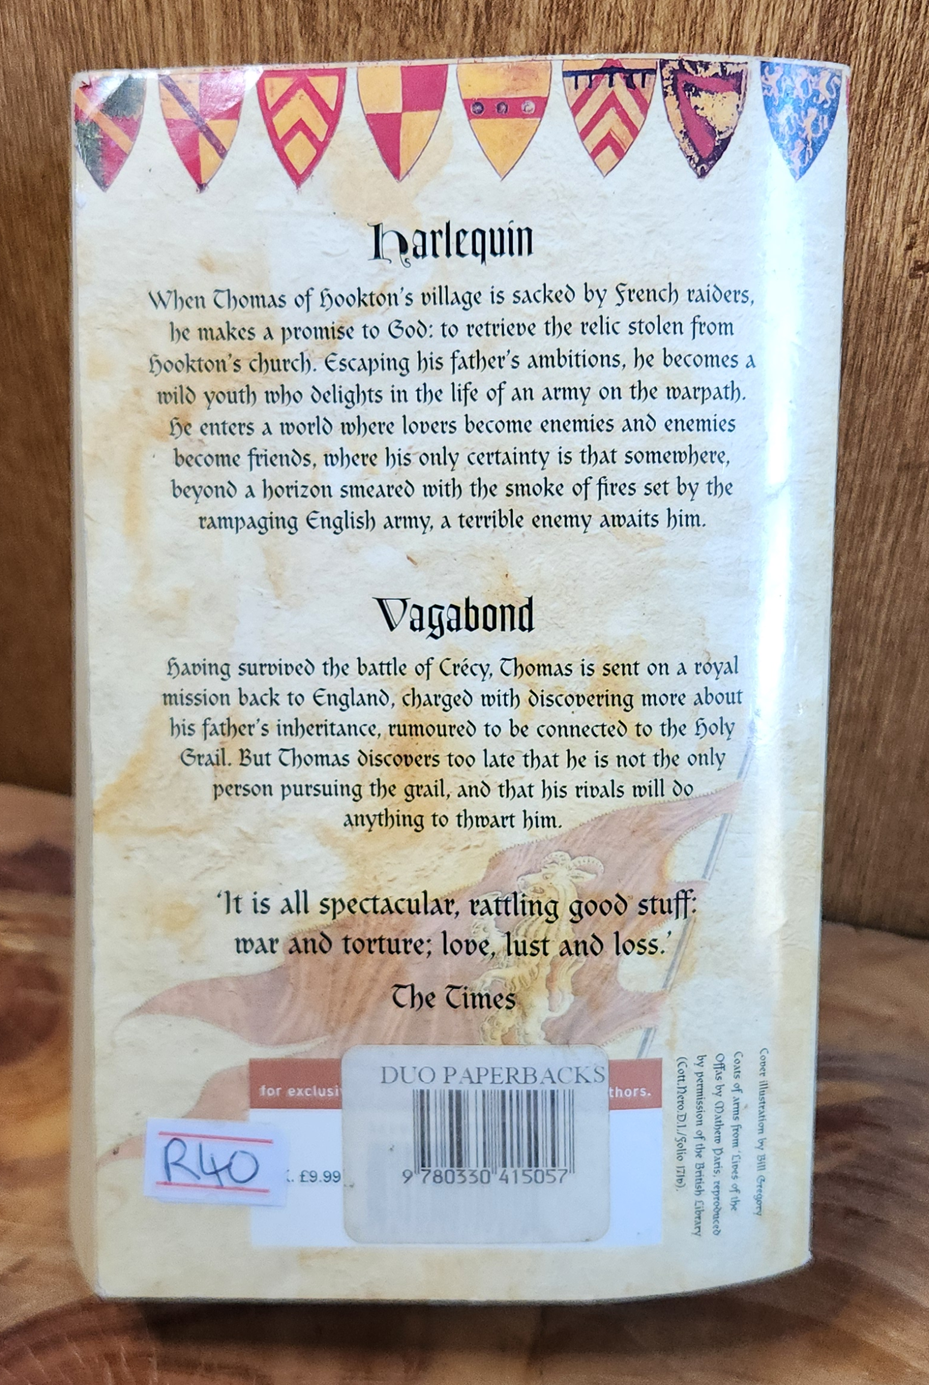 Harlequin
When Thomas of Hookton's village is sacked by French raiders,
he makes a promise to God: to retrieve the relic stolen from
Hookton's church. Escaping his father's ambitions, he becomes a
wild youth who delights in the life of an army on the warpath.
He enters a world where lovers become enemies and enemies
become friends, where his only certainty is that somewhere,
beyond a horizon smeared with the smoke of fires set by the
rampaging English army, a terrible enemy awaits him.
Vagabond
Having survived the battle of Crécy, Thomas is sent on a royal
mission back to England, charged with discovering more about
his father's inheritance, rumoured to be connected to the Holy
Grail. But Thomas discovers too late that he is not the only
person pursuing the grail, and that his rivals will do
anything to thwart him.
'It is all spectacular, rattling good stuff:
war and torture; love, lust and loss.'
The Times
for exclusi
thors.
DUO PAPERBACKS
9 780330 415057
£9.99
R40
Cover illustration by Bill Gregory
Coats of arms from 'Lives of the
Offas by Mathew Paris, reproduced
by permission of the British Library
(Cott.Nero.D.I./folio 171v).